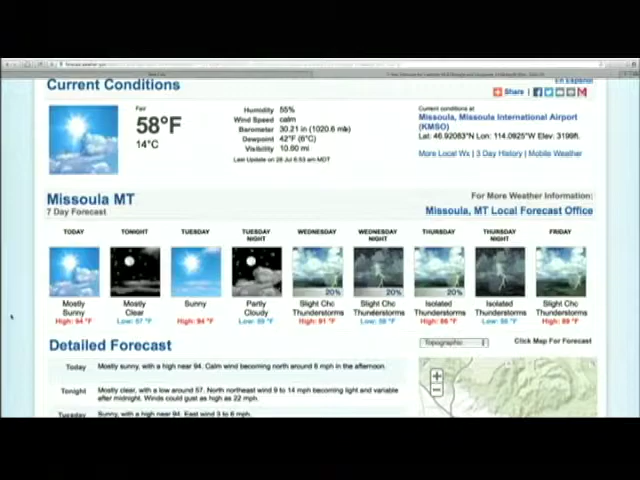 En Español
Current Conditions
Share |
Fair
58°F
14°C
Humidity 55%
Wind Speed calm
Barometer 30.21 in (1020.6 mb)
Dewpoint 42°F (6°C)
Visibility 10.00 mi
Last Update on 28 Jul 6:53 am MDT
Current conditions at
Missoula, Missoula International Airport
(KMSO)
Lat: 46.92083°N Lon: 114.0925°W Elev: 3199ft.
More Local Wx | 3 Day History | Mobile Weather
Missoula MT
7 Day Forecast
For More Weather Information:
Missoula, MT Local Forecast Office
TODAY
Mostly
Sunny
High: 94 °F
TONIGHT
Mostly
Clear
Low: 57 °F
TUESDAY
Sunny
High: 94 °F
TUESDAY
NIGHT
Partly
Cloudy
Low: 59 °F
WEDNESDAY
20%
Slight Chc
Thunderstorms
High: 91 °F
WEDNESDAY
NIGHT
20%
Slight Chc
Thunderstorms
THURSDAY
20%
Isolated
Thunderstorms
THURSDAY
NIGHT
Isolated
Thunderstorms
FRIDAY
Slight Chc
Thunderstorms
High: 89 °F
Detailed Forecast
Topographic
Click Map For Forecast
Today Mostly sunny, with a high near 94. Calm wind becoming north around 6 mph in the afternoon.
Tonight Mostly clear, with a low around 57. North northeast wind 9 to 14 mph becoming light and variable
after midnight. Winds could gust as high as 22 mph.
Tuesday Sunny, with a high near 94. East wind 3 to 6 mph.